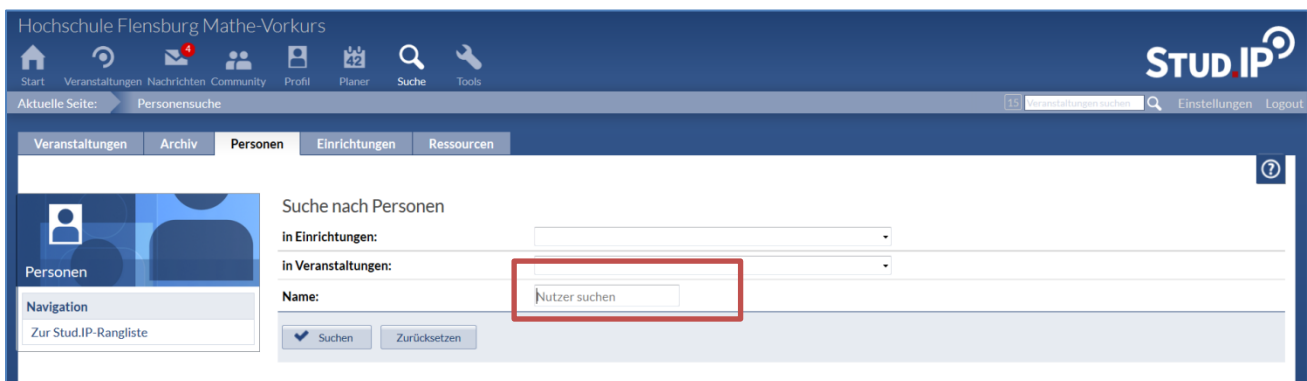 Hochschule Flensburg Mathe-Vorkurs
4
42
Start Veranstaltungen Nachrichten Community Profil Planer Suche Tools
STUD.IP
Aktuelle Seite: Personensuche
15 Veranstaltungen suchen Einstellungen Logout
Veranstaltungen Archiv Personen Einrichtungen Ressourcen
?
Personen
Navigation
Zur Stud.IP-Rangliste
Suche nach Personen
in Einrichtungen:
in Veranstaltungen:
Name: Nutzer suchen
Suchen Zurücksetzen